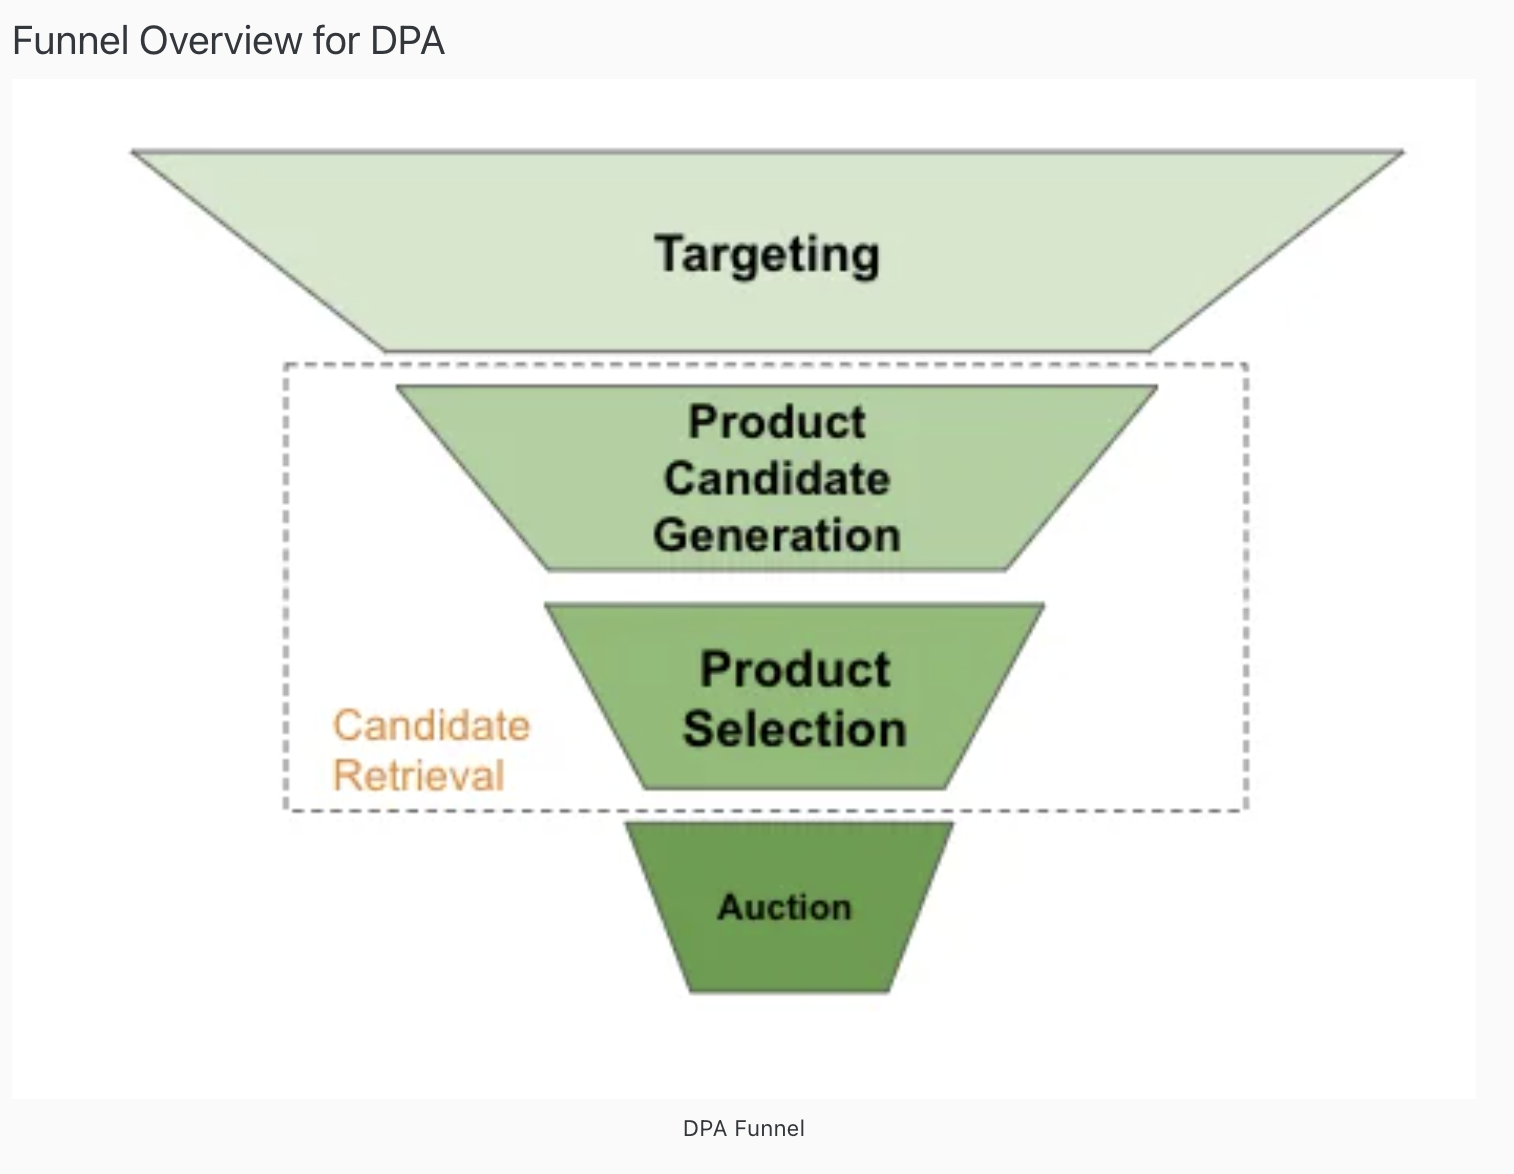 Funnel Overview for DPA
Targeting
Product
Candidate
Generation
Product
Selection
Candidate
Retrieval
Auction
DPA Funnel